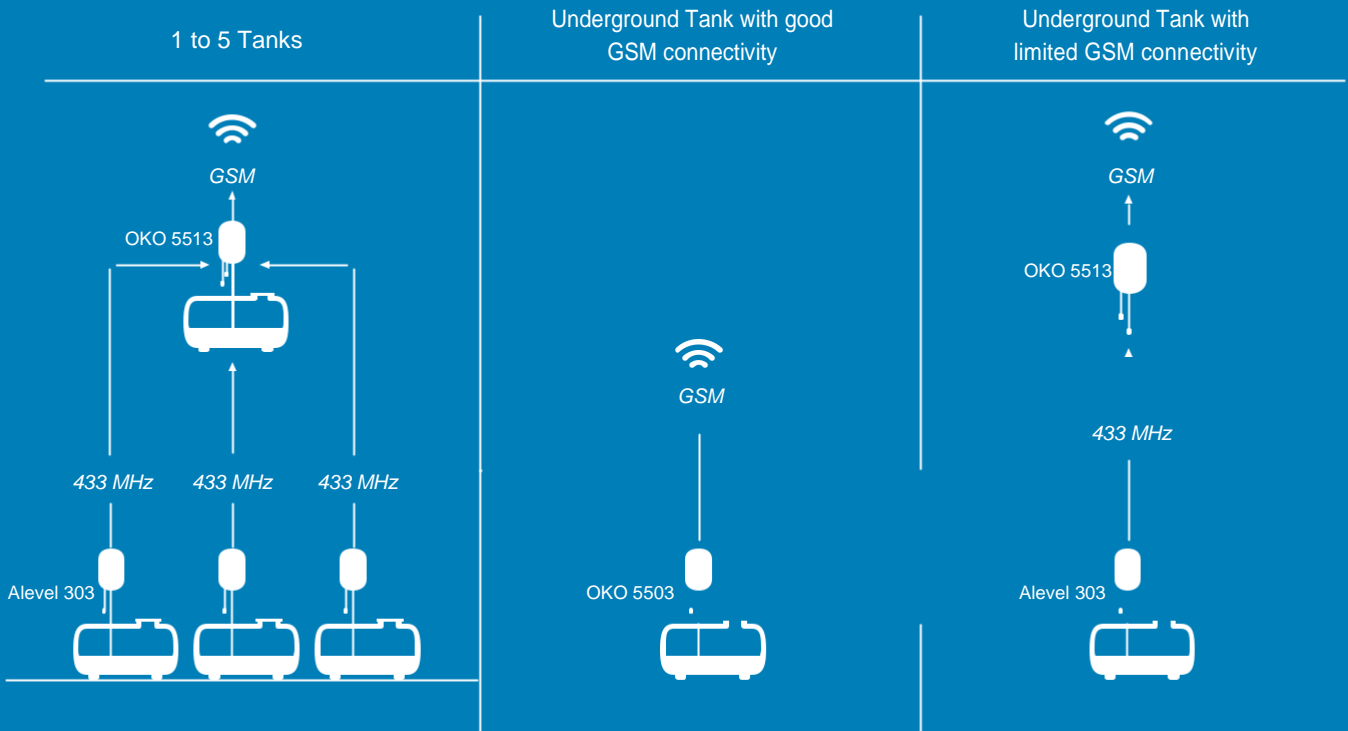 1 to 5 Tanks
GSM
OKO 5513
433 MHz 433 MHz 433 MHz
Alevel 303
Underground Tank with good
GSM connectivity
GSM
OKO 5503
Underground Tank with
limited GSM connectivity
GSM
OKO 5513
433 MHz
Alevel 303